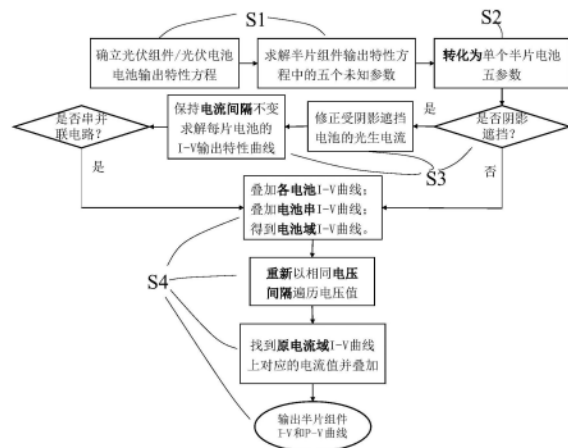 S1
S2
确立光伏组件/光伏电池
电池输出特性方程
求解半片组件输出特性方
程中的五个未知参数
转化为单个半片电池
五参数
是否串并
联电路?
保持电流间隔不变
求解每片电池的
I-V输出特性曲线
修正受阴影遮挡
电池的光生电流
是
是否阴影
遮挡?
S3
是
否
叠加各电池I-V曲线;
叠加电池串I-V曲线;
得到电池域I-V曲线。
S4
重新以相同电压
间隔遍历电压值
找到原电流域I-V曲线
上对应的电流值并叠加
输出半片组件
I-V和P-V曲线